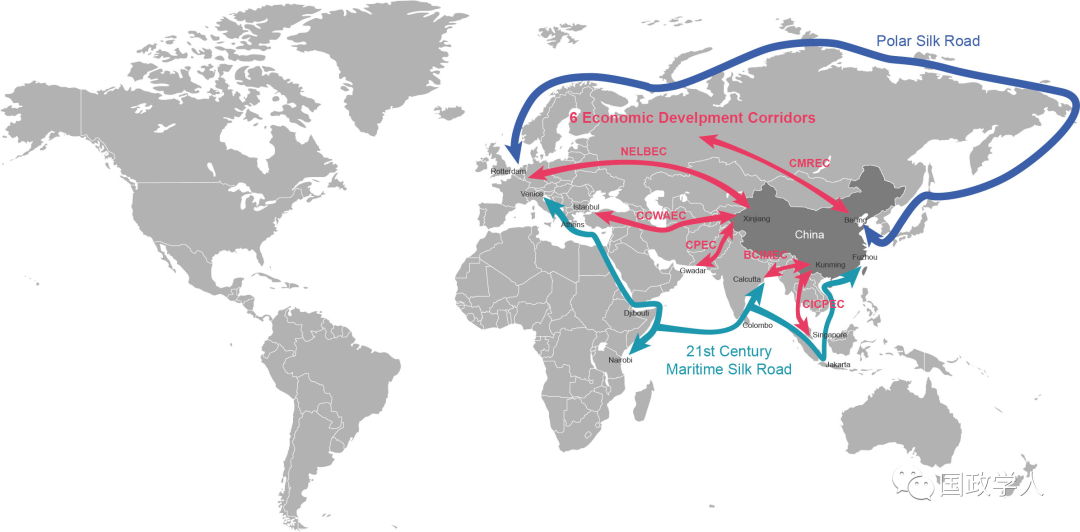 Polar Silk Road
6 Economic Develpment Corridors
NELBEC
CMREC
Rotterdam
Venice
Istanbul
CCWAEC
Xinjiang
Athens
China
CPEC
BCIMEC
Kunming
Fuzhou
Gwadar
Calcutta
CICPEC
Djibouti
Colombo
Singapore
21st Century
Maritime Silk Road
Nairobi
Jakarta
国政学人